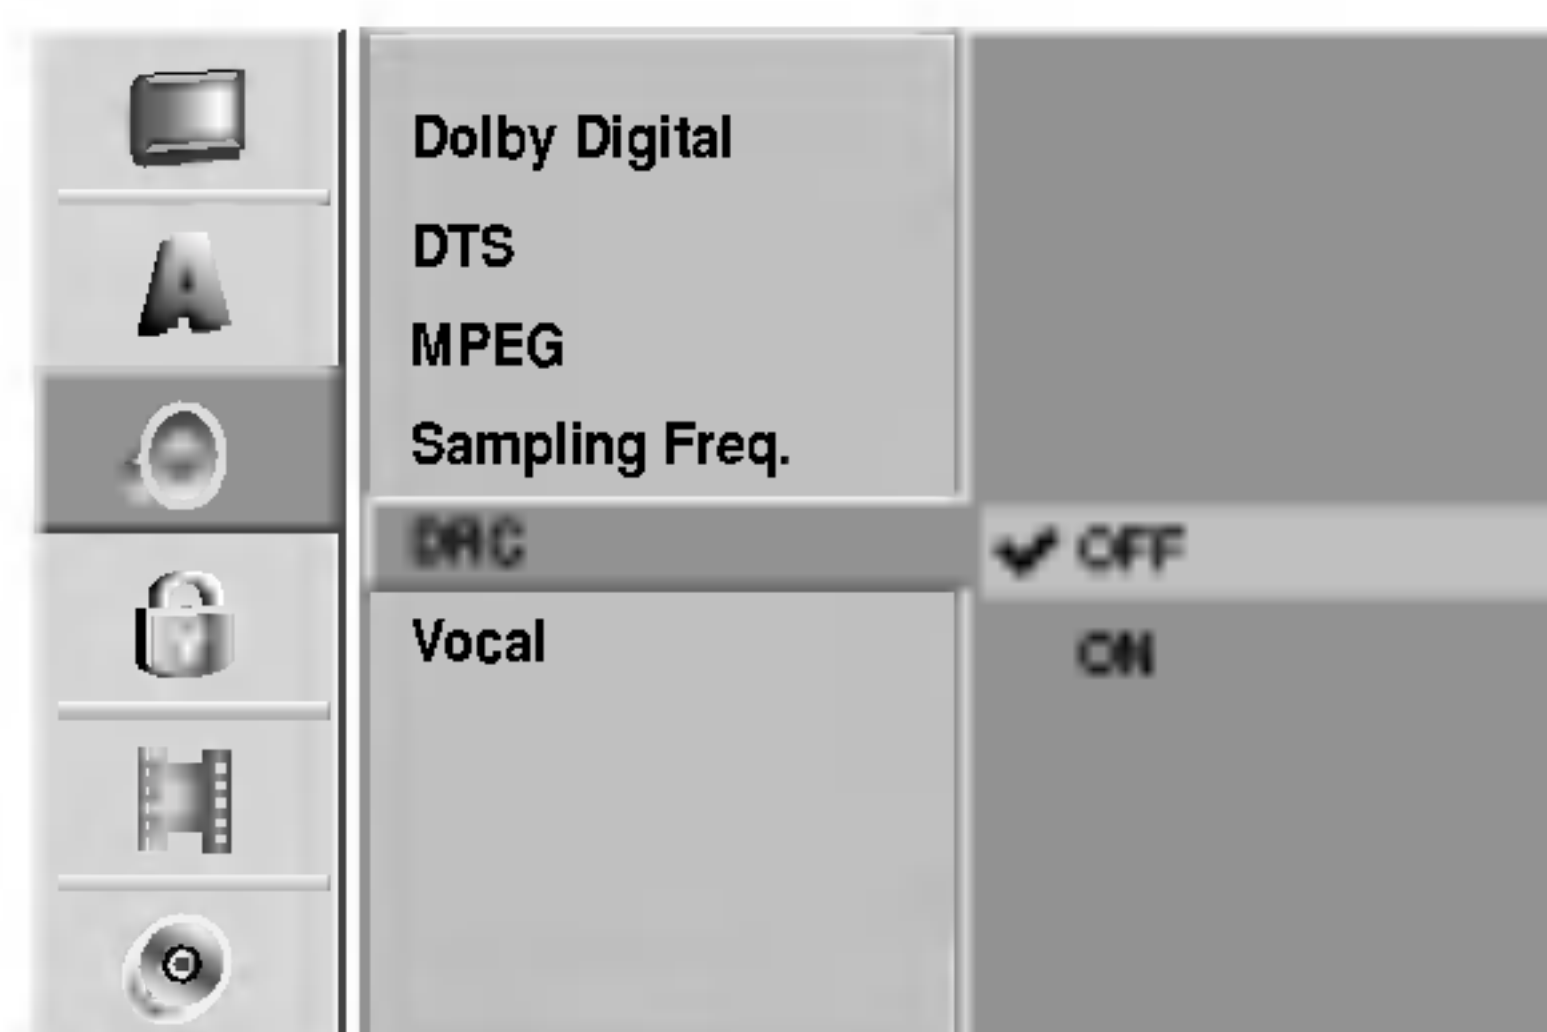 Dolby Digital
DTS
MPEG
Sampling Freq.
DRC
OFF
ON
Vocal